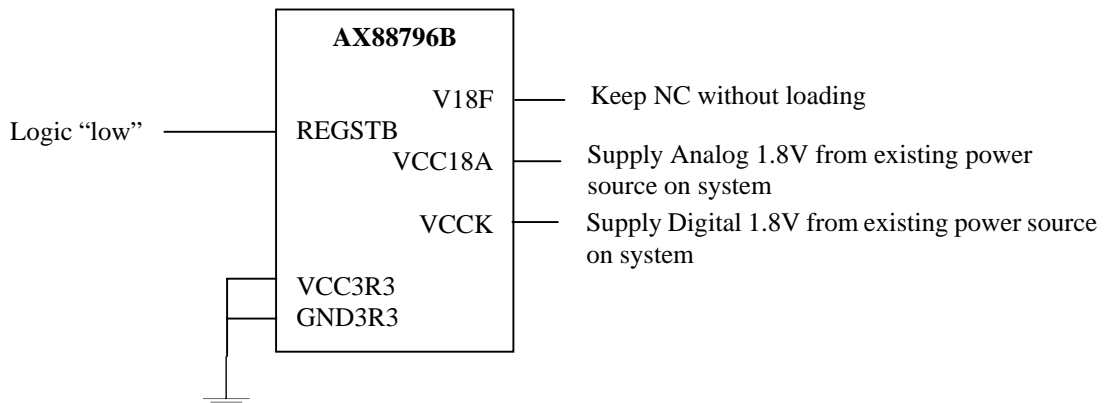 AX88796B
V18F
Keep NC without loading
Logic “low”
REGSTB
VCC18A
Supply Analog 1.8V from existing power
source on system
VCCK
Supply Digital 1.8V from existing power source
on system
VCC3R3
GND3R3